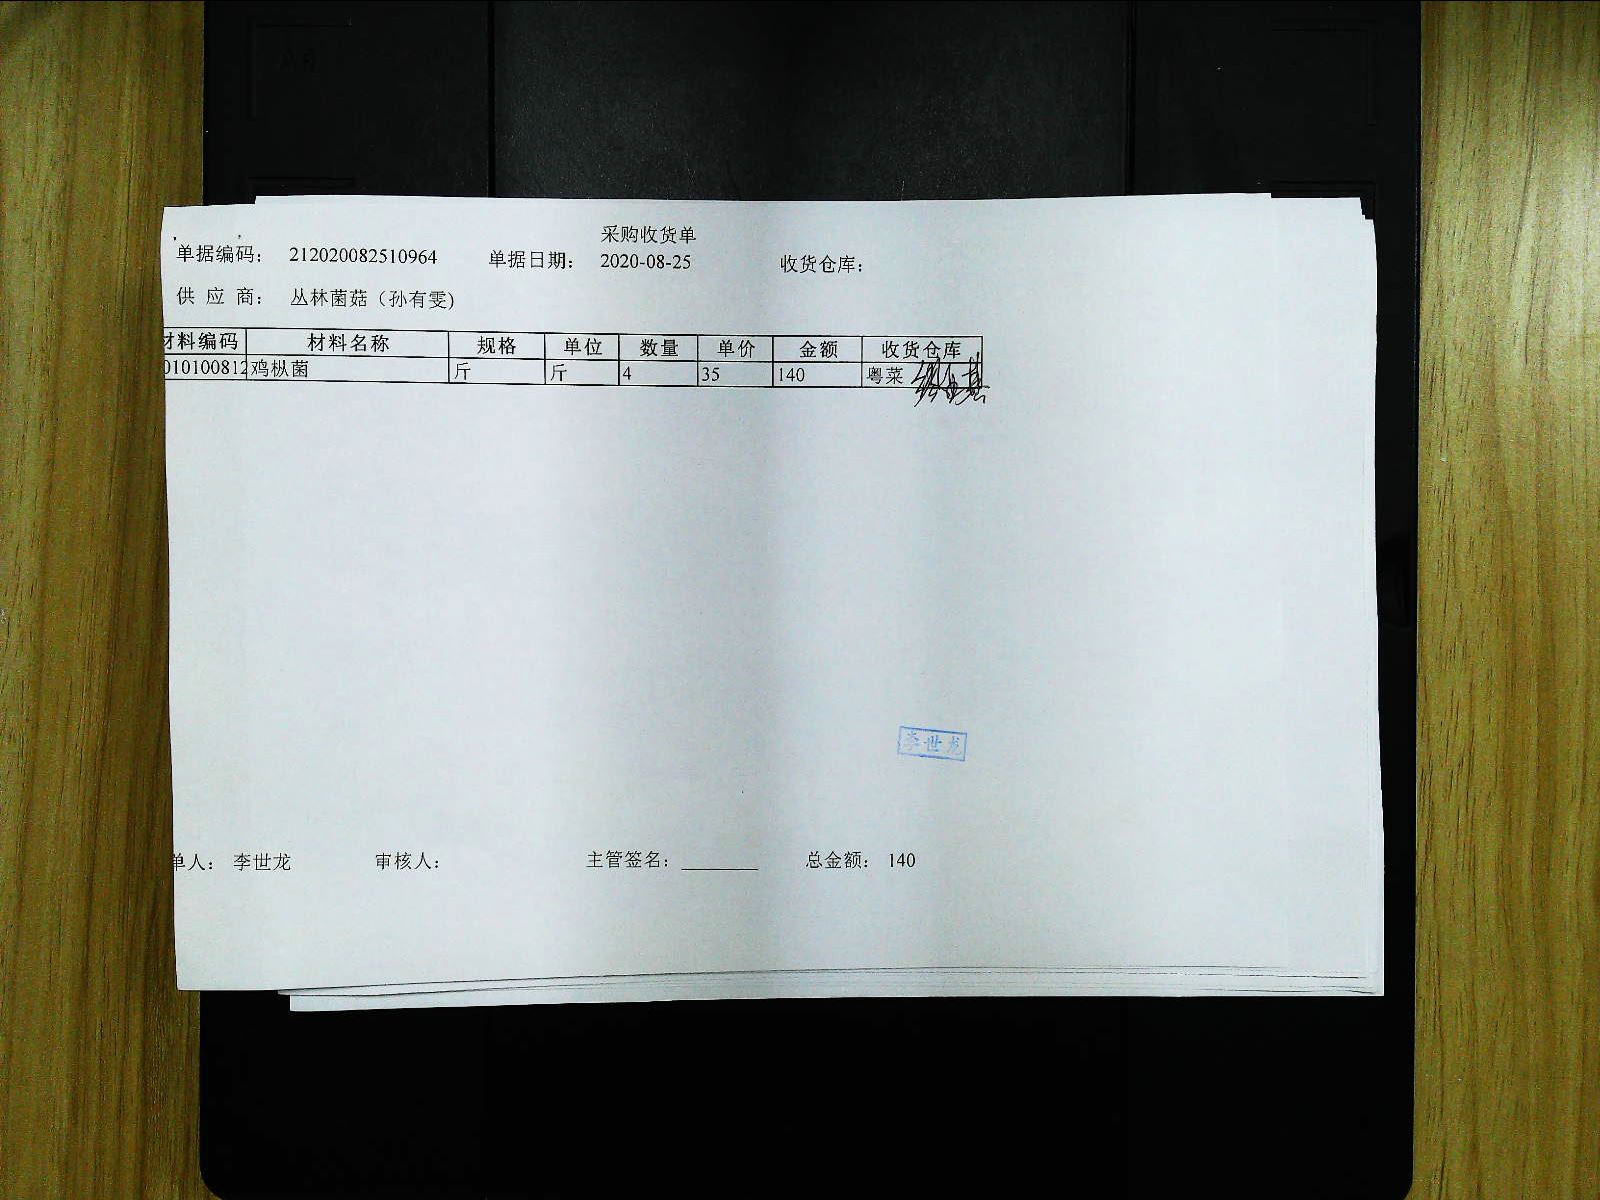 采购收货单
单据编码： 212020082510964 单据日期： 2020-08-25 收货仓库：
供 应 商： 丛林菌菇（孙有雯)
材料编码 材料名称 规格 单位 数量 单价 金额 收货仓库
010100812 鸡枞菌 斤 斤 4 35 140 粤菜
李世龙
单人： 李世龙 审核人： 主管签名： 总金额： 140